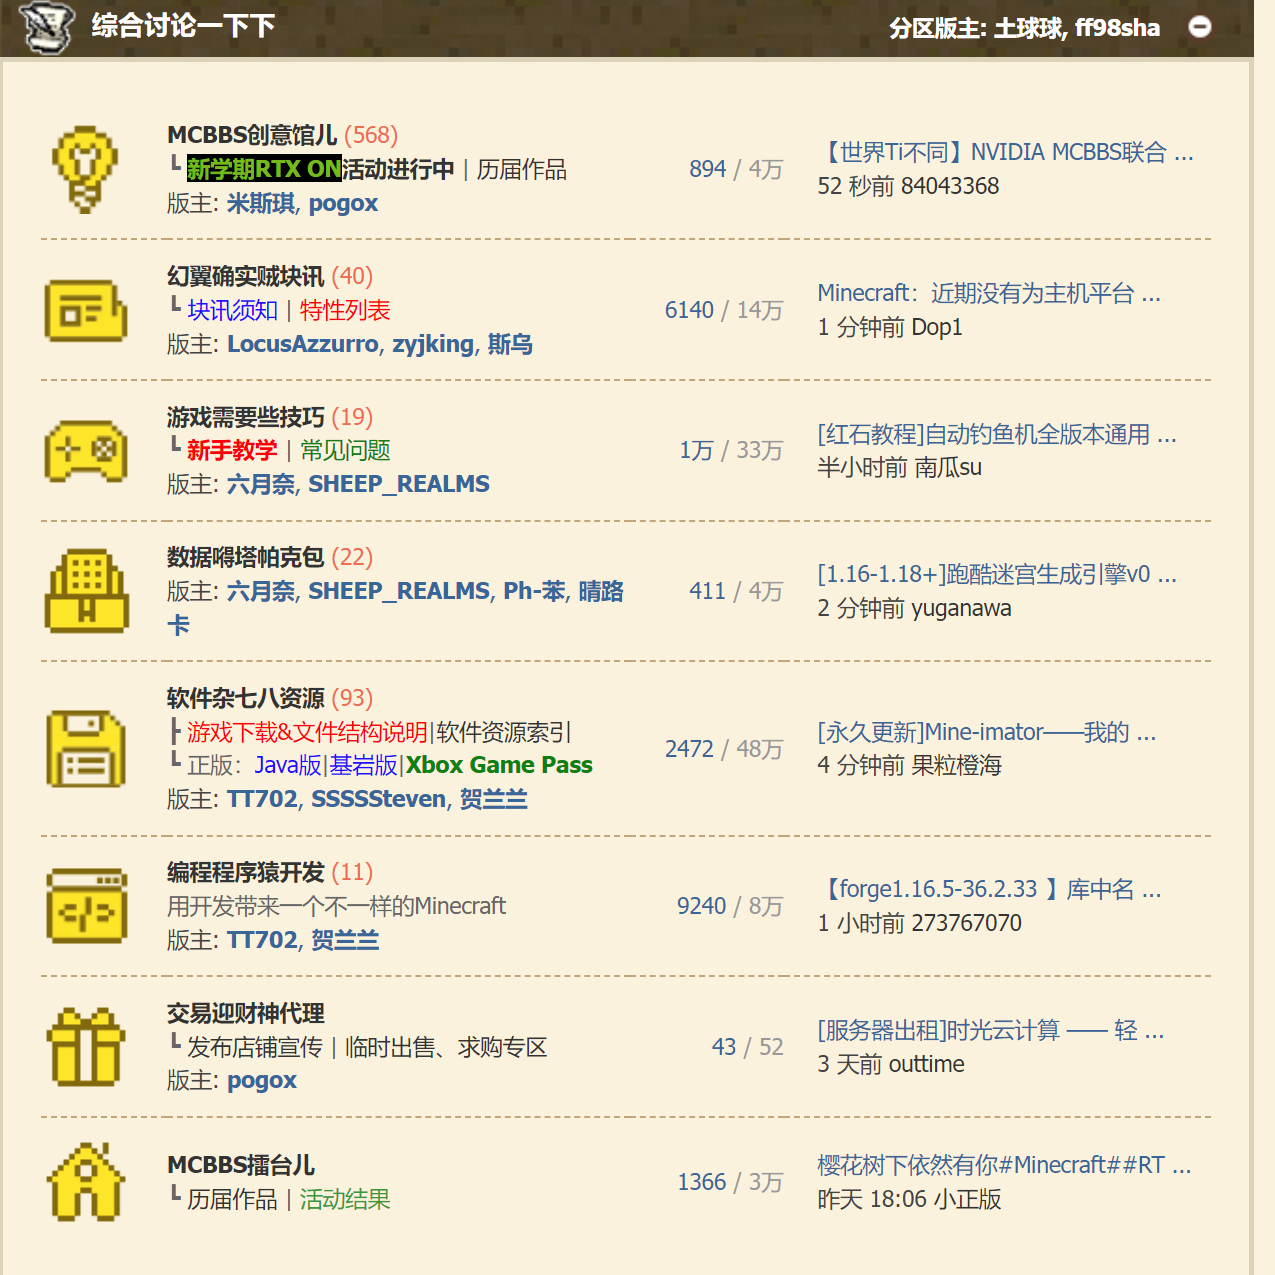 综合讨论一下下 分区版主: 土球球, ff98sha
MCBBS创意馆儿 (568)
┗ 新学期RTX ON活动进行中 | 历届作品
版主: 米斯琪, pogox
894 / 4万
【世界Ti不同】NVIDIA MCBBS联合 ...
52 秒前 84043368
幻翼确实贼块讯 (40)
┗ 块讯须知 | 特性列表
版主: LocusAzzurro, zyjking, 斯乌
6140 / 14万
Minecraft：近期没有为主机平台 ...
1 分钟前 Dop1
游戏需要些技巧 (19)
┗ 新手教学 | 常见问题
版主: 六月奈, SHEEP_REALMS
1万 / 33万
[红石教程]自动钓鱼机全版本通用 ...
半小时前 南瓜su
数据嘚塔帕克包 (22)
版主: 六月奈, SHEEP_REALMS, Ph-苯, 晴路
卡
411 / 4万
[1.16-1.18+]跑酷迷宫生成引擎v0 ...
2 分钟前 yuganawa
软件杂七八资源 (93)
┣ 游戏下载&文件结构说明|软件资源索引
┗ 正版：Java版|基岩版|Xbox Game Pass
版主: TT702, SSSSSteven, 贺兰兰
2472 / 48万
[永久更新]Mine-imator——我的 ...
4 分钟前 果粒橙海
编程程序猿开发 (11)
用开发带来一个不一样的Minecraft
版主: TT702, 贺兰兰
9240 / 8万
【forge1.16.5-36.2.33 】库中名 ...
1 小时前 273767070
交易迎财神代理
┗ 发布店铺宣传 | 临时出售、求购专区
版主: pogox
43 / 52
[服务器出租]时光云计算 —— 轻 ...
3 天前 outtime
MCBBS擂台儿
┗ 历届作品 | 活动结果
1366 / 3万
樱花树下依然有你#Minecraft##RT ...
昨天 18:06 小正版